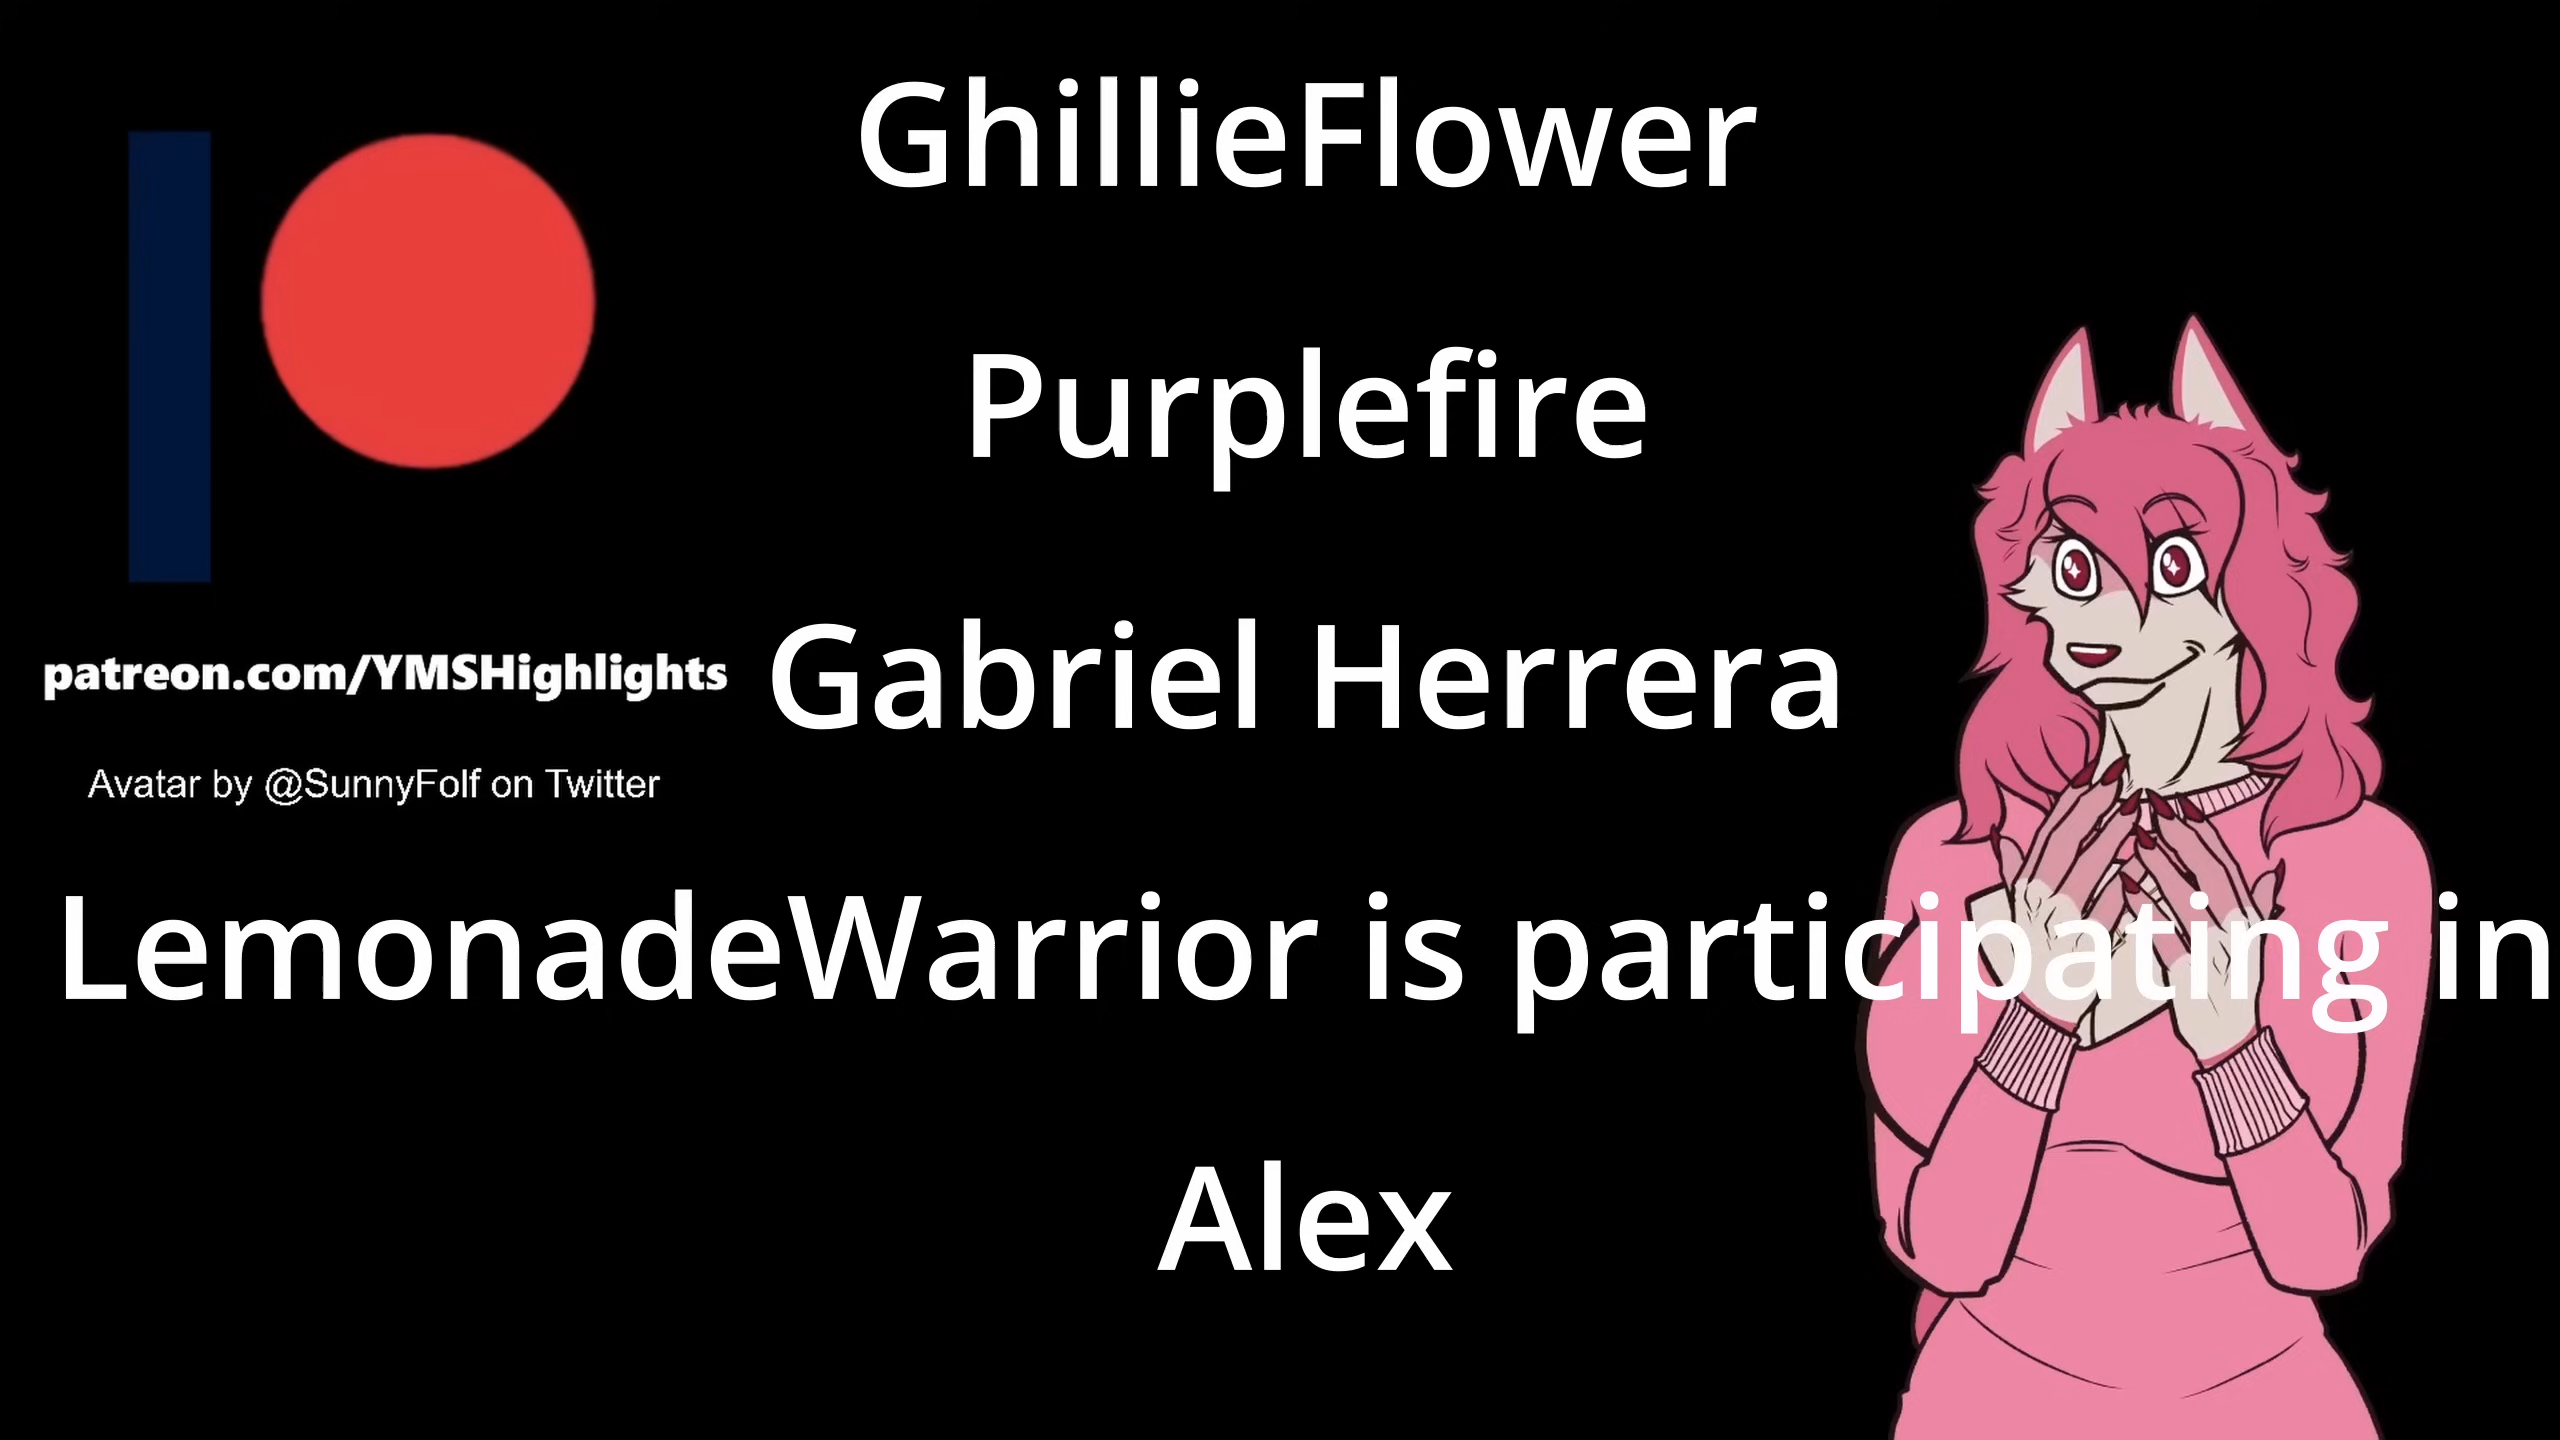 GhillieFlower
Purplefire
patreon.com/YMSHighlights
Gabriel Herrera
Avatar by @SunnyFolf on Twitter
LemonadeWarrior is participating in
Alex